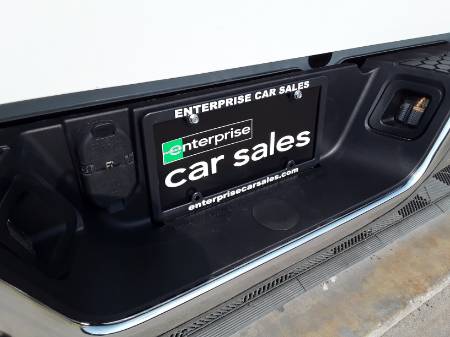 ENTERPRISE CAR SALES
enterprise
car sales
enterprisecarsales.com